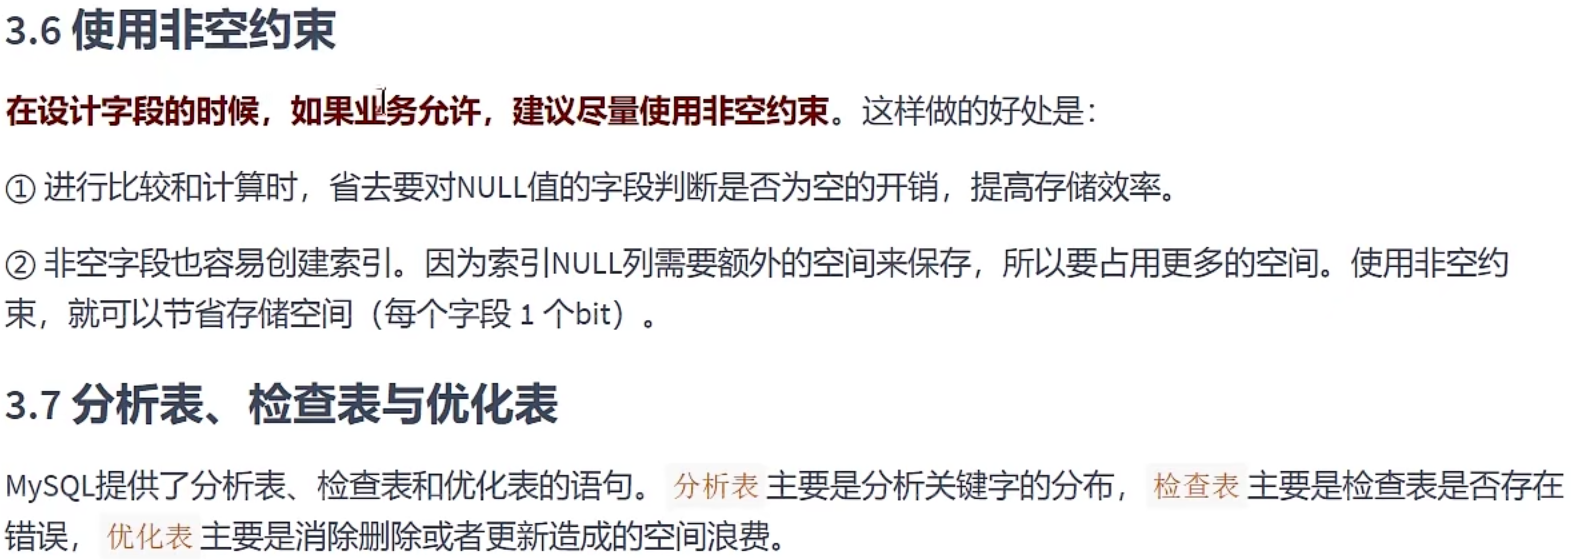 3.6 使用非空约束
在设计字段的时候，如果业务允许，建议尽量使用非空约束。这样做的好处是：
① 进行比较和计算时，省去要对NULL值的字段判断是否为空的开销，提高存储效率。
② 非空字段也容易创建索引。因为索引NULL列需要额外的空间来保存，所以要占用更多的空间。使用非空约
束，就可以节省存储空间（每个字段 1 个bit）。
3.7 分析表、检查表与优化表
MySQL提供了分析表、检查表和优化表的语句。 分析表 主要是分析关键字的分布， 检查表 主要是检查表是否存在
错误， 优化表 主要是消除删除或者更新造成的空间浪费。